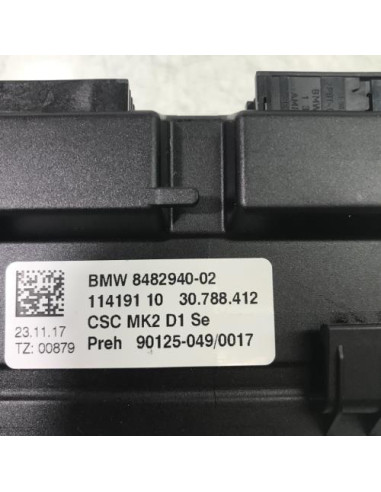 BMW 8482940-02
114191 10 30.788.412
CSC MK2 D1 Se
Preh 90125-049/0017
23.11.17
TZ: 00879